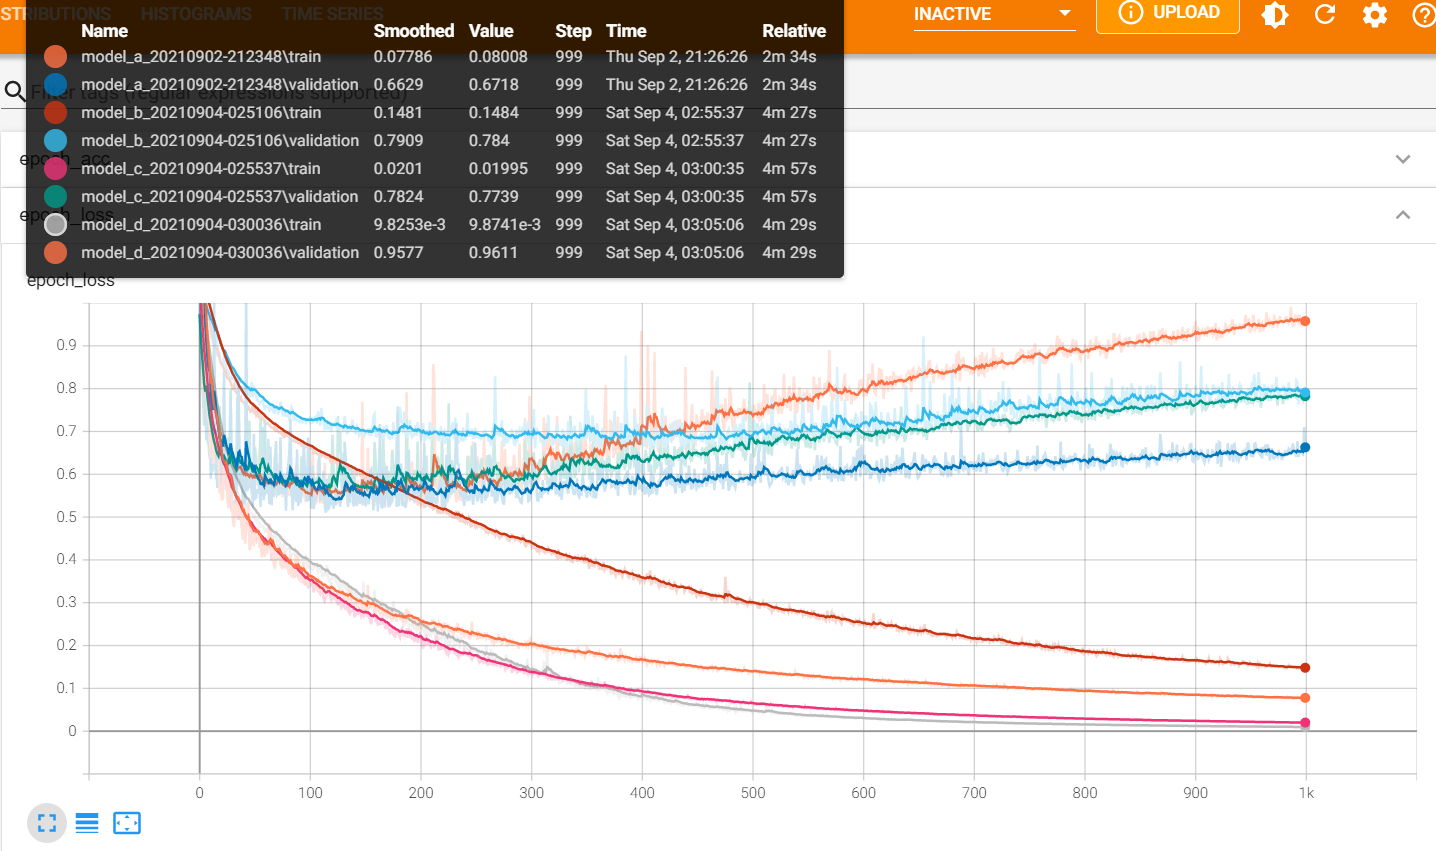 STRIBUTIONS HISTOGRAMS TIME SERIES INACTIVE UPLOAD
Name Smoothed Value Step Time Relative
model_a_20210902-212348\train 0.07786 0.08008 999 Thu Sep 2, 21:26:26 2m 34s
model_a_20210902-212348\validation 0.6629 0.6718 999 Thu Sep 2, 21:26:26 2m 34s
Filter tags (regular expressions supported)
model_b_20210904-025106\train 0.1481 0.1484 999 Sat Sep 4, 02:55:37 4m 27s
model_b_20210904-025106\validation 0.7909 0.784 999 Sat Sep 4, 02:55:37 4m 27s
epoch_acc
model_c_20210904-025537\train 0.0201 0.01995 999 Sat Sep 4, 03:00:35 4m 57s
model_c_20210904-025537\validation 0.7824 0.7739 999 Sat Sep 4, 03:00:35 4m 57s
epoch_loss
model_d_20210904-030036\train 9.8253e-3 9.8741e-3 999 Sat Sep 4, 03:05:06 4m 29s
model_d_20210904-030036\validation 0.9577 0.9611 999 Sat Sep 4, 03:05:06 4m 29s
epoch_loss
0.9
0.8
0.7
0.6
0.5
0.4
0.3
0.2
0.1
0
0 100 200 300 400 500 600 700 800 900 1k